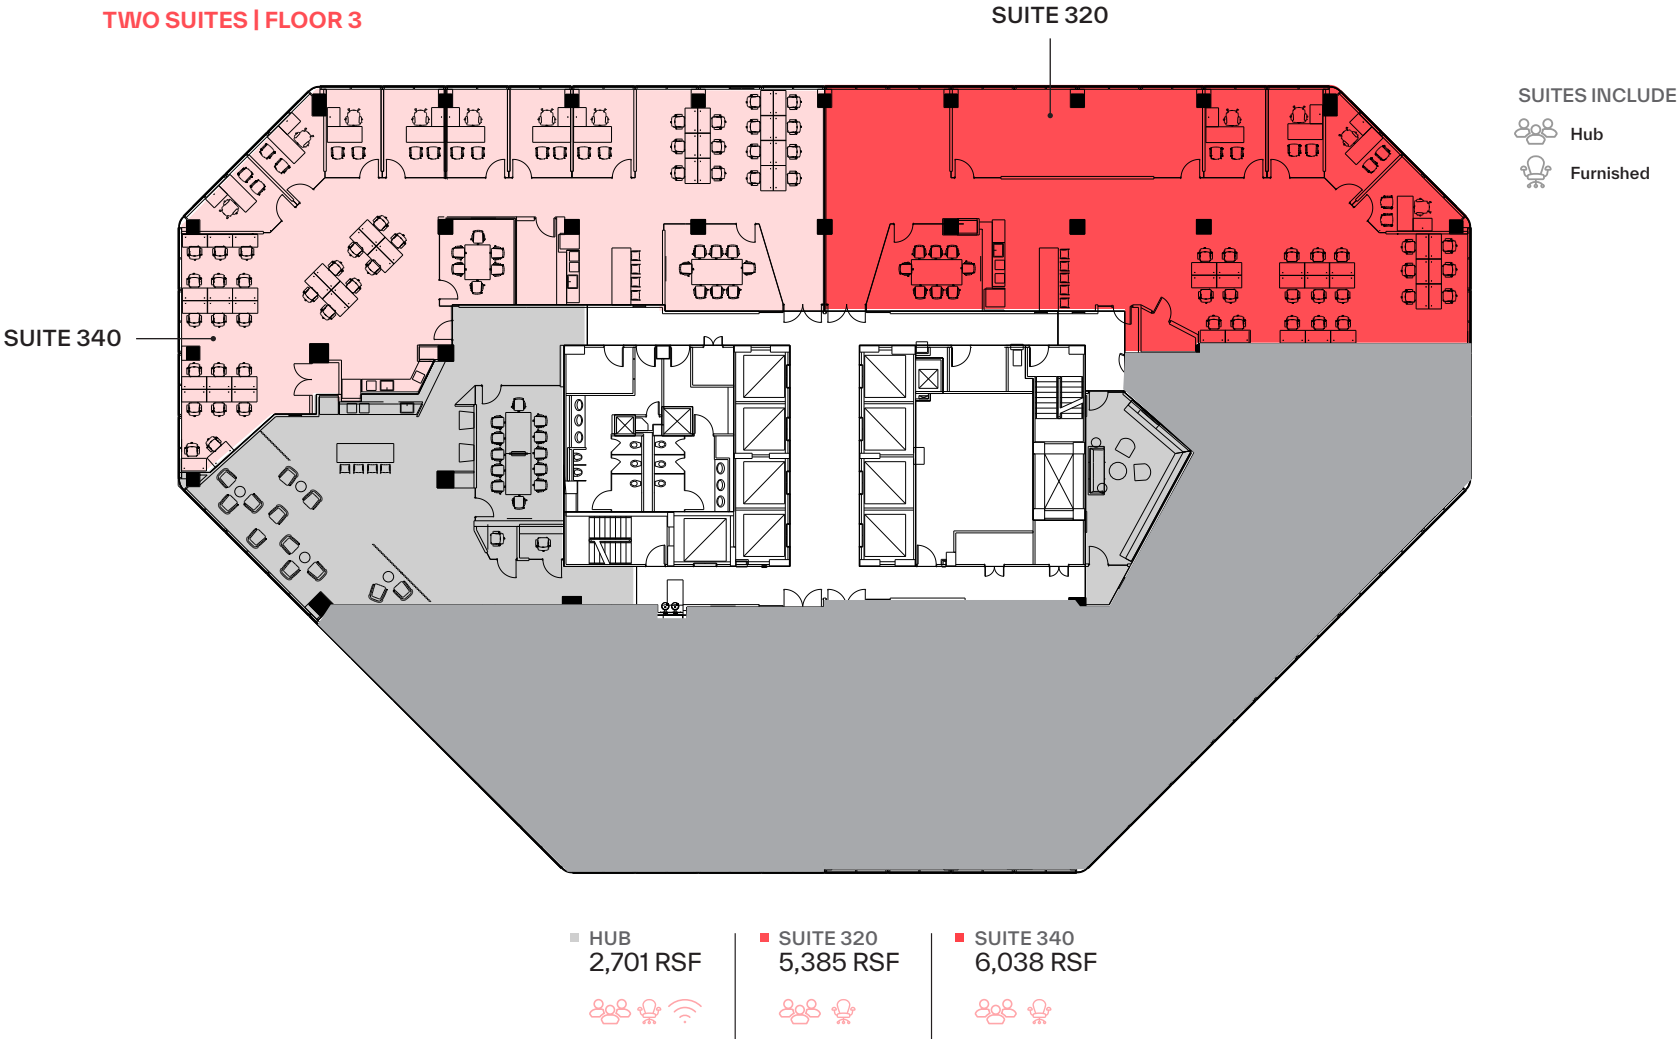 TWO SUITES | FLOOR 3
SUITE 320
SUITES INCLUDE
Hub
Furnished
SUITE 340
HUB
2,701 RSF
SUITE 320
5,385 RSF
SUITE 340
6,038 RSF